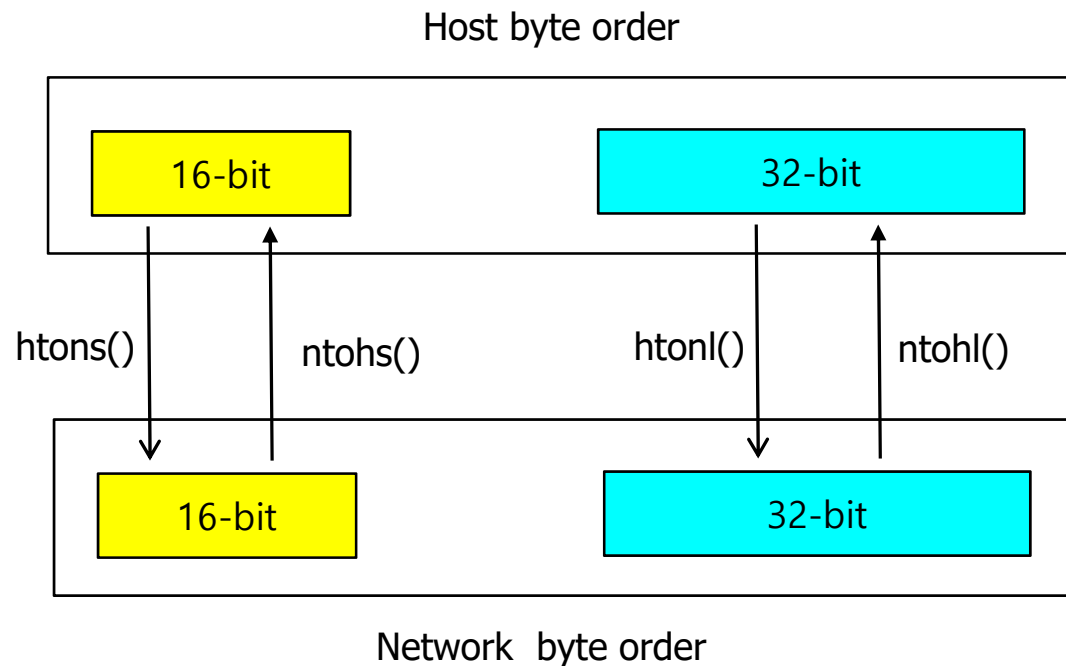 Host byte order
16-bit
32-bit
htons()
ntohs()
htonl()
ntohl()
16-bit
32-bit
Network  byte order